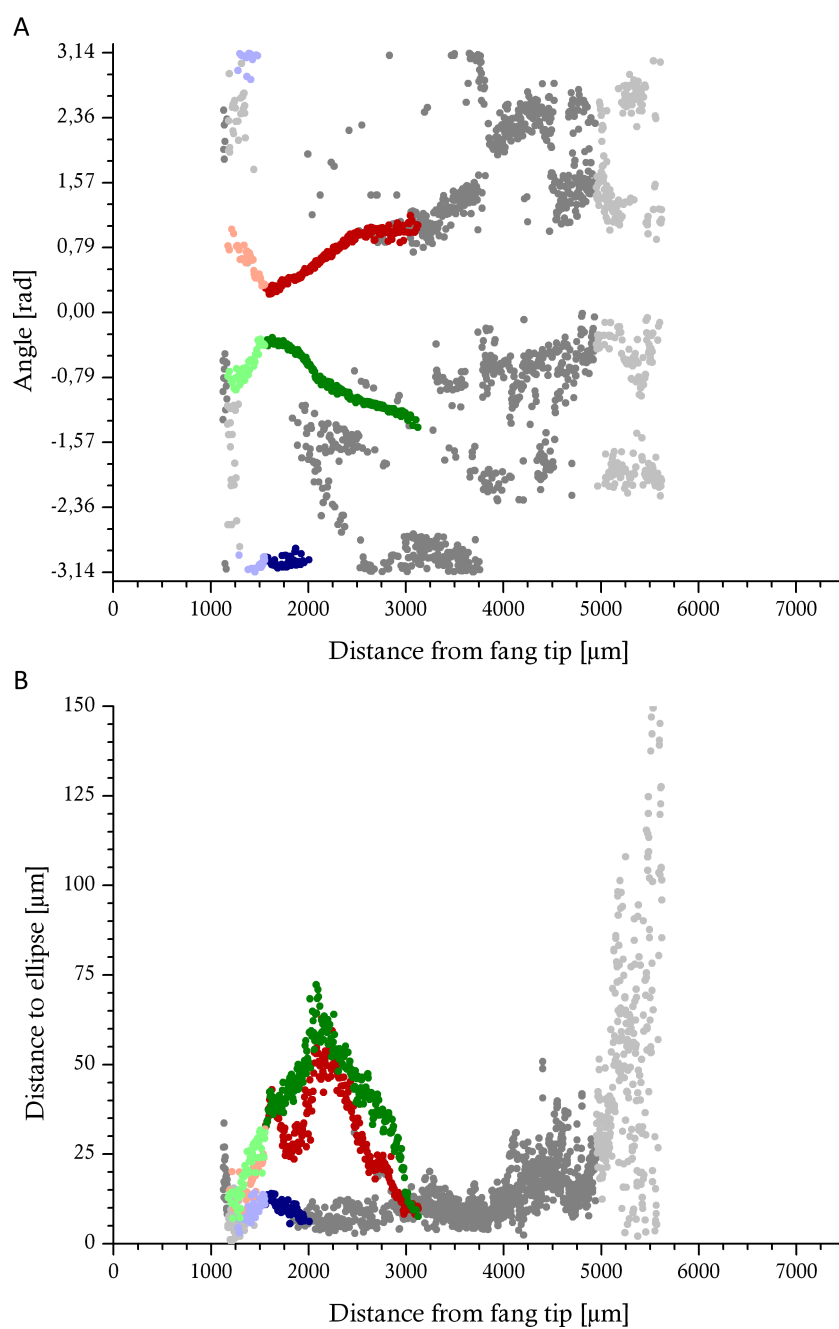 A
3,14
2,36
1,57
0,79
0,00
-0,79
-1,57
-2,36
-3,14
Angle [rad]
0 1000 2000 3000 4000 5000 6000 7000
Distance from fang tip [µm]
B
150
125
100
75
50
25
0
Distance to ellipse [µm]
0 1000 2000 3000 4000 5000 6000 7000
Distance from fang tip [µm]